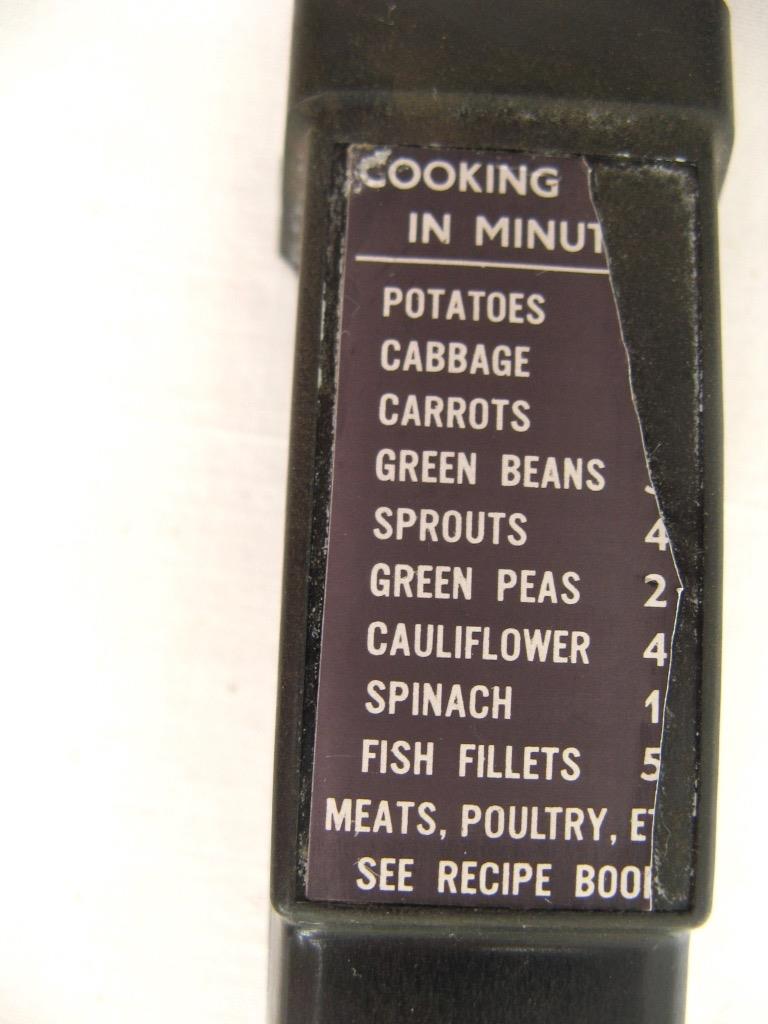 COOKING
IN MINUT
POTATOES
CABBAGE
CARROTS
GREEN BEANS
SPROUTS 4
GREEN PEAS 2
CAULIFLOWER 4
SPINACH 1
FISH FILLETS 5
MEATS, POULTRY, E
SEE RECIPE BOO